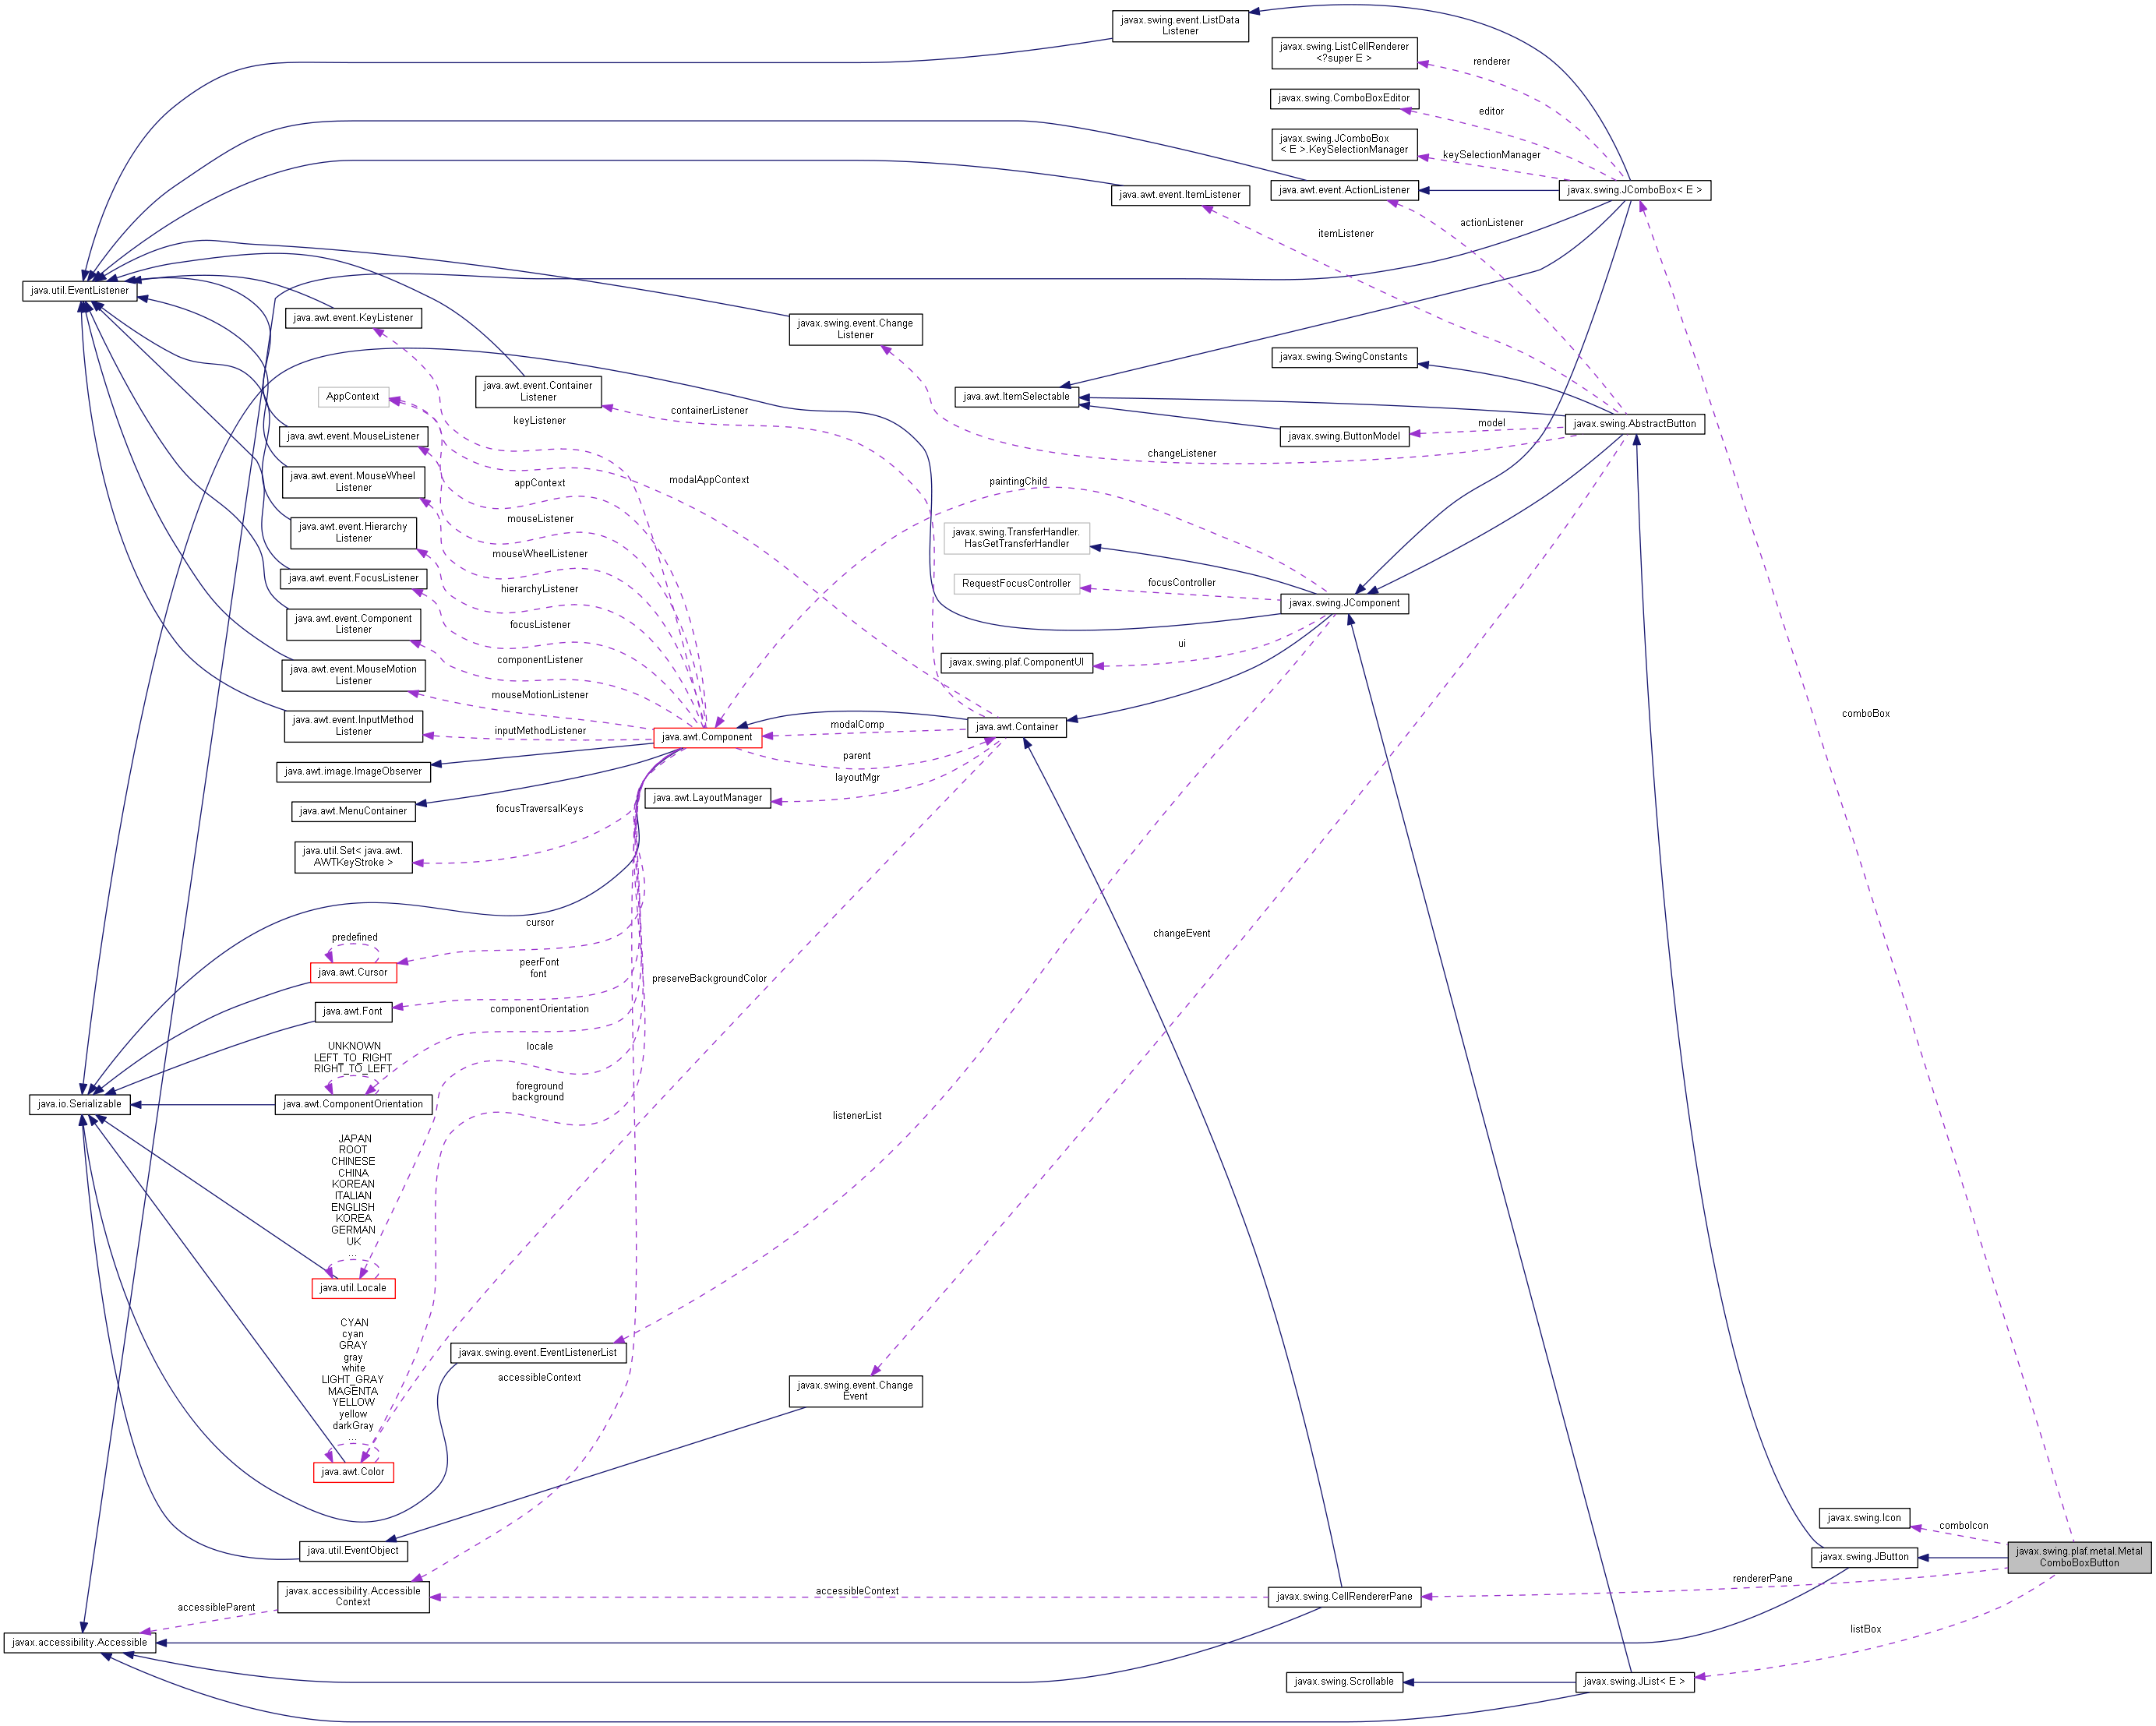 javax.swing.event.ListData
Listener
javax.swing.ListCellRenderer
<?super E >
renderer
javax.swing.ComboBoxEditor
editor
javax.swing.JComboBox
< E >.KeySelectionManager
keySelectionManager
java.awt.event.ActionListener
javax.swing.JComboBox< E >
java.awt.event.ItemListener
actionListener
itemListener
java.util.EventListener
java.awt.event.KeyListener
javax.swing.event.Change
Listener
javax.swing.SwingConstants
java.awt.event.Container
Listener
AppContext
java.awt.ItemSelectable
containerListener
keyListener
javax.swing.AbstractButton
model
java.awt.event.MouseListener
javax.swing.ButtonModel
changeListener
java.awt.event.MouseWheel
Listener
appContext
modalAppContext
paintingChild
mouseListener
java.awt.event.Hierarchy
Listener
javax.swing.TransferHandler.
HasGetTransferHandler
mouseWheelListener
java.awt.event.FocusListener
hierarchyListener
RequestFocusController
focusController
javax.swing.JComponent
java.awt.event.Component
Listener
focusListener
ui
componentListener
javax.swing.plaf.ComponentUI
java.awt.event.MouseMotion
Listener
mouseMotionListener
comboBox
java.awt.event.InputMethod
Listener
inputMethodListener
java.awt.Component
modalComp
java.awt.Container
parent
java.awt.image.ImageObserver
layoutMgr
java.awt.LayoutManager
java.awt.MenuContainer
focusTraversalKeys
java.util.Set< java.awt.
AWTKeyStroke >
cursor
predefined
changeEvent
java.awt.Cursor
peerFont
font
preserveBackgroundColor
java.awt.Font
componentOrientation
UNKNOWN
LEFT_TO_RIGHT
RIGHT_TO_LEFT
locale
foreground
background
java.io.Serializable
java.awt.ComponentOrientation
listenerList
JAPAN
ROOT
CHINESE
CHINA
KOREAN
ITALIAN
ENGLISH
KOREA
GERMAN
UK
...
java.util.Locale
CYAN
cyan
GRAY
gray
white
LIGHT_GRAY
MAGENTA
YELLOW
yellow
darkGray
...
javax.swing.event.EventListenerList
accessibleContext
javax.swing.event.Change
Event
java.awt.Color
javax.swing.Icon
comboIcon
java.util.EventObject
javax.swing.JButton
javax.swing.plaf.metal.Metal
ComboBoxButton
rendererPane
javax.accessibility.Accessible
Context
accessibleContext
javax.swing.CellRendererPane
accessibleParent
listBox
javax.accessibility.Accessible
javax.swing.Scrollable
javax.swing.JList< E >